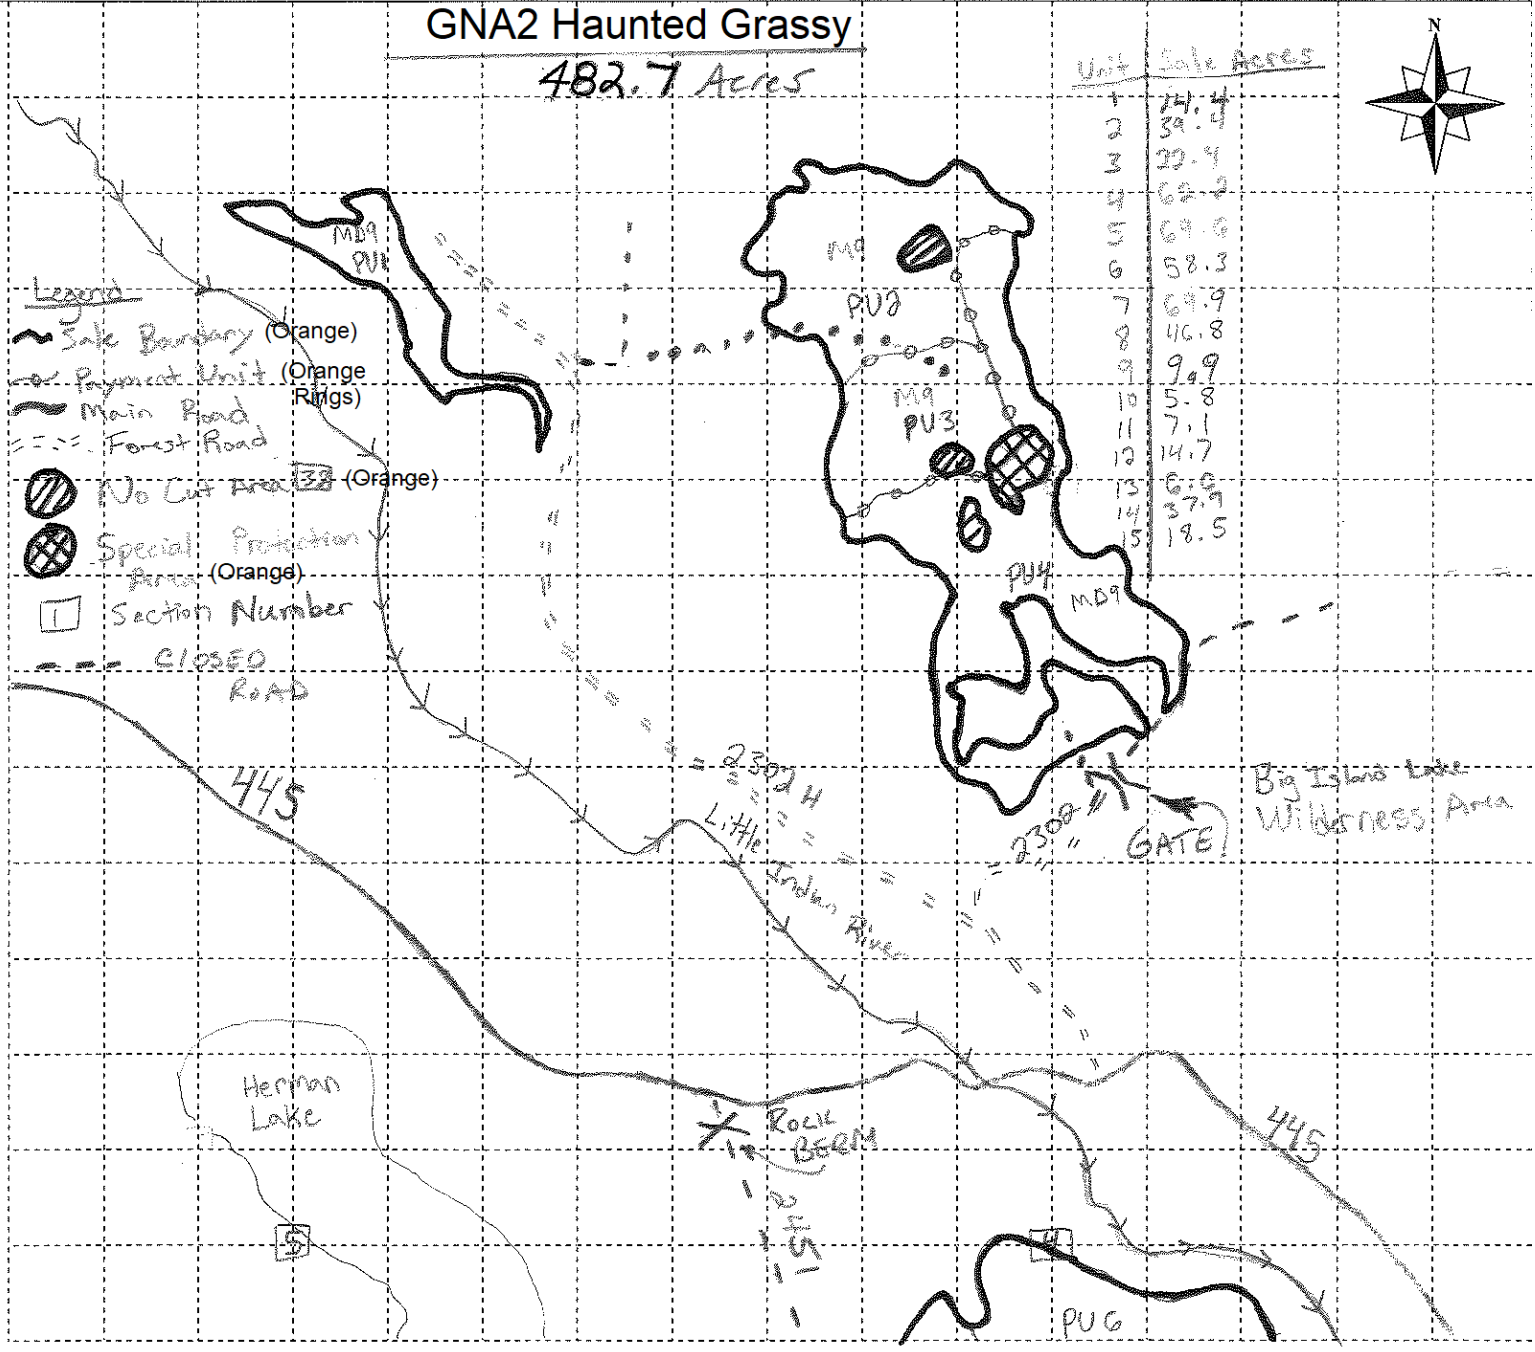 GNA2 Haunted Grassy
482.7 Acres
N
Unit Sale Acres
1
2 39.4
3 22.4
4 62.2
5 69.6
6 58.3
7 69.9
8 46.8
9 9.9
10 5.8
11 7.1
12 14.7
13 6.0
14 37.9
15 18.5
Legend
Sale Boundary (Orange)
Payment Unit (Orange
Rings)
Main Road
Forest Road
No Cut Area (Orange)
Special Protection
Area (Orange)
1 Section Number
CLOSED
ROAD
MD9
PU1
M9
PU2
M9
PU3
PU4
MD9
445
2302 H
Little
Indian
River
2302
GATE
Big Island Lake
Wilderness Area
Herman
Lake
ROCK
BERM
2451
445
5
4
PU6